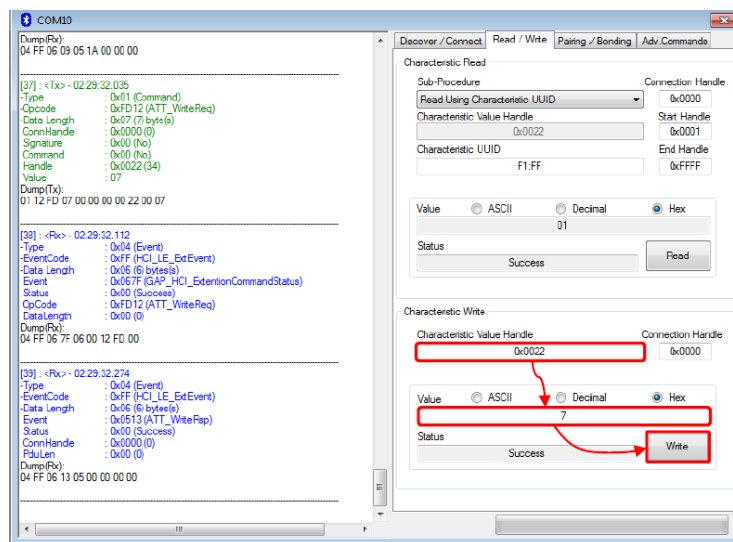 COM10
Dump(Rx):
04 FF 06 09 05 1A 00 00 00
[37] : <Tx> - 02:29:32.035
-Type : 0x01 (Command)
-Opcode : 0xFD12 (ATT_WriteReq)
-Data Length : 0x07 (7) byte(s)
ConnHandle : 0x0000 (0)
Signature : 0x00 (No)
Command : 0x00 (No)
Handle : 0x0022 (34)
Value : 07
Dump(Tx):
01 12 FD 07 00 00 00 00 22 00 07
[38] : <Rx> - 02:29:32.112
-Type : 0x04 (Event)
-EventCode : 0xFF (HCI_LE_ExtEvent)
-Data Length : 0x06 (6) bytes(s)
Event : 0x067F (GAP_HCI_ExtentionCommandStatus)
Status : 0x00 (Success)
OpCode : 0xFD12 (ATT_WriteReq)
DataLength : 0x00 (0)
Dump(Rx):
04 FF 06 7F 06 00 12 FD 00
[39] : <Rx> - 02:29:32.274
-Type : 0x04 (Event)
-EventCode : 0xFF (HCI_LE_ExtEvent)
-Data Length : 0x06 (6) bytes(s)
Event : 0x0513 (ATT_WriteRsp)
Status : 0x00 (Success)
ConnHandle : 0x0000 (0)
PduLen : 0x00 (0)
Dump(Rx):
04 FF 06 13 05 00 00 00 00
Discover / Connect Read / Write Pairing / Bonding Adv.Commands
Characteristic Read
Sub-Procedure Connection Handle
Read Using Characteristic UUID 0x0000
Characteristic Value Handle Start Handle
0x0022 0x0001
Characteristic UUID End Handle
F1:FF 0xFFFF
Value ASCII Decimal Hex
01
Status
Success Read
Characteristic Write
Characteristic Value Handle Connection Handle
0x0022 0x0000
Value ASCII Decimal Hex
7
Status
Success Write